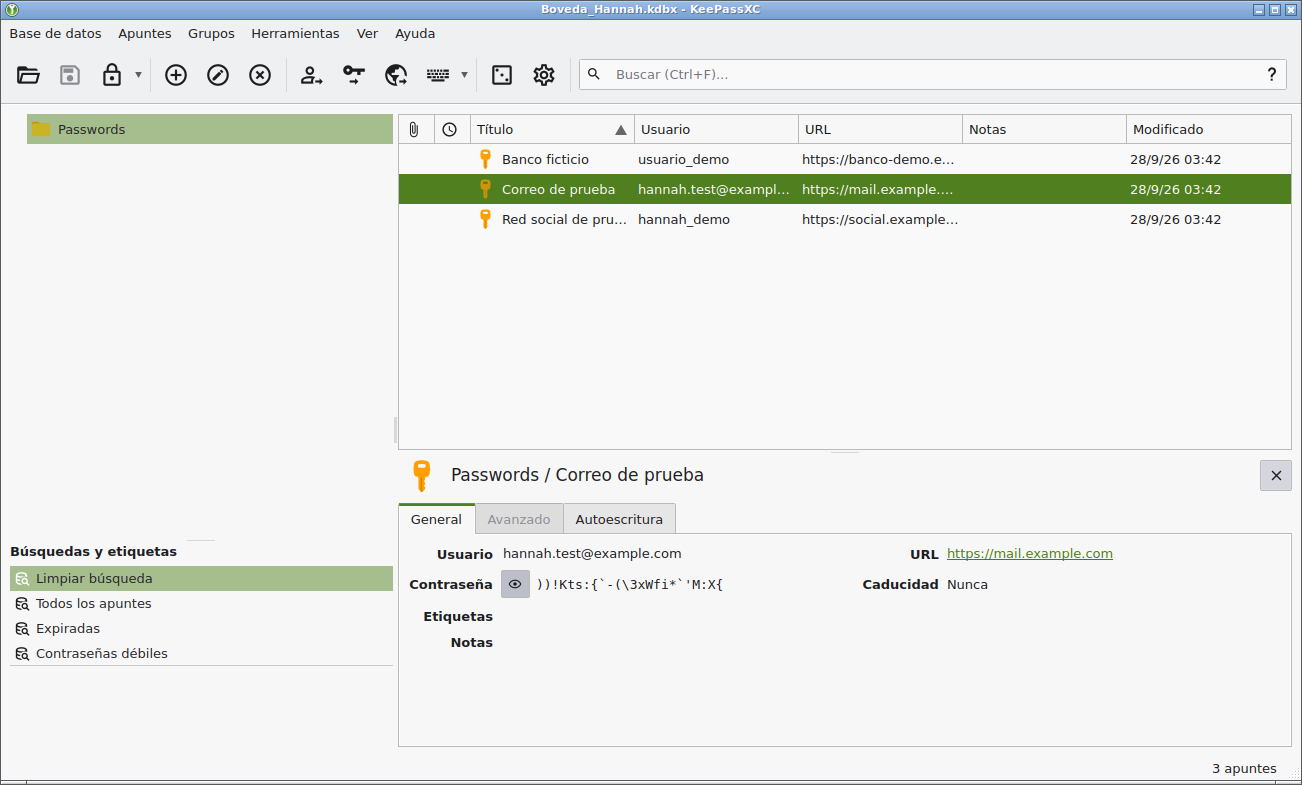 Boveda_Hannah.kdbx - KeePassXC
Base de datos Apuntes Grupos Herramientas Ver Ayuda
Buscar (Ctrl+F)... ?
Passwords
Título Usuario URL Notas Modificado
Banco ficticio usuario_demo https://banco-demo.e... 28/9/26 03:42
Correo de prueba hannah.test@exampl... https://mail.example.... 28/9/26 03:42
Red social de pru... hannah_demo https://social.example... 28/9/26 03:42
Passwords / Correo de prueba
General Avanzado Autoescritura
Usuario hannah.test@example.com URL https://mail.example.com
Contraseña ))!Kts:{`-(\3xWfi*`'M:X{ Caducidad Nunca
Etiquetas
Notas
Búsquedas y etiquetas
Limpiar búsqueda
Todos los apuntes
Expiradas
Contraseñas débiles
3 apuntes